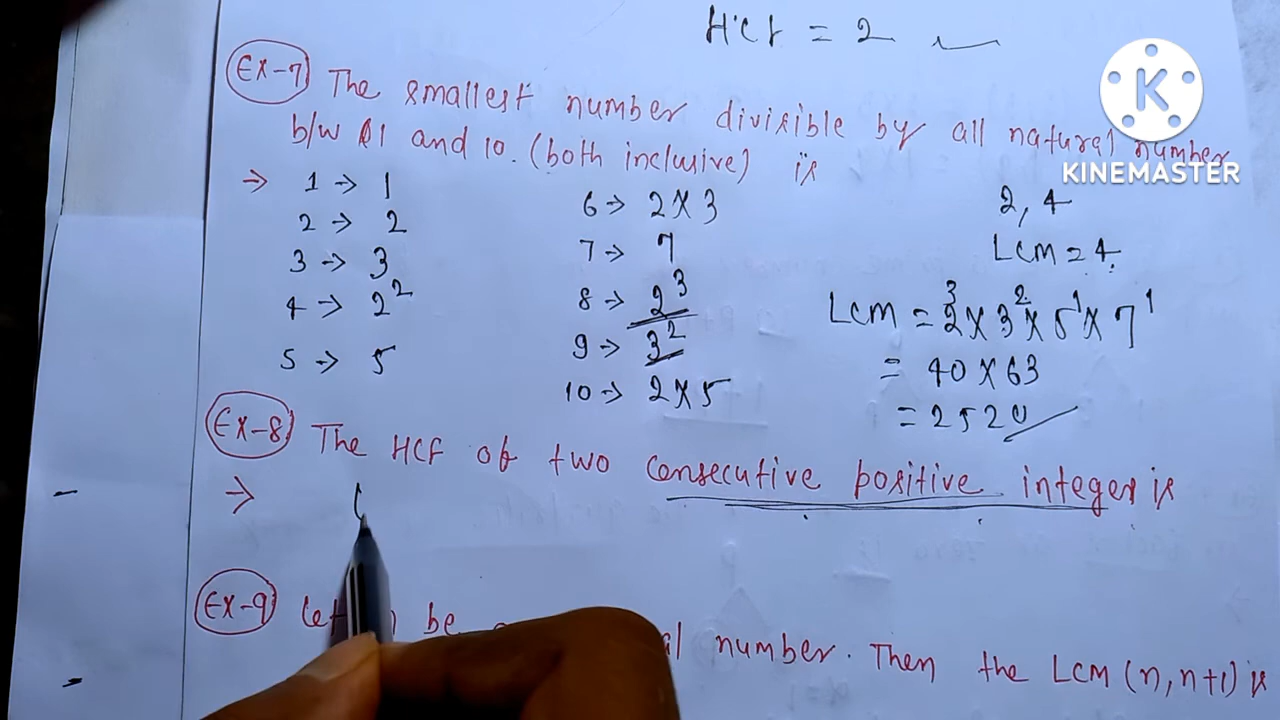 HCF = 2
Ex-7 The smallest number divisible by all natural number
b/w 1 and 10. (both inclusive) is
→ 1 → 1
2 → 2
3 → 3
4 → 2²
5 → 5
6 → 2×3
7 → 7
8 → 2³
9 → 3²
10 → 2×5
2, 4
LCM = 4
LCM = 2³×3²×5¹×7¹
= 40×63
= 2520
Ex-8 The HCF of two consecutive positive integer is
→ (
Ex-9 Let be number. Then the LCM (n, n+1) is
K
KINEMASTER